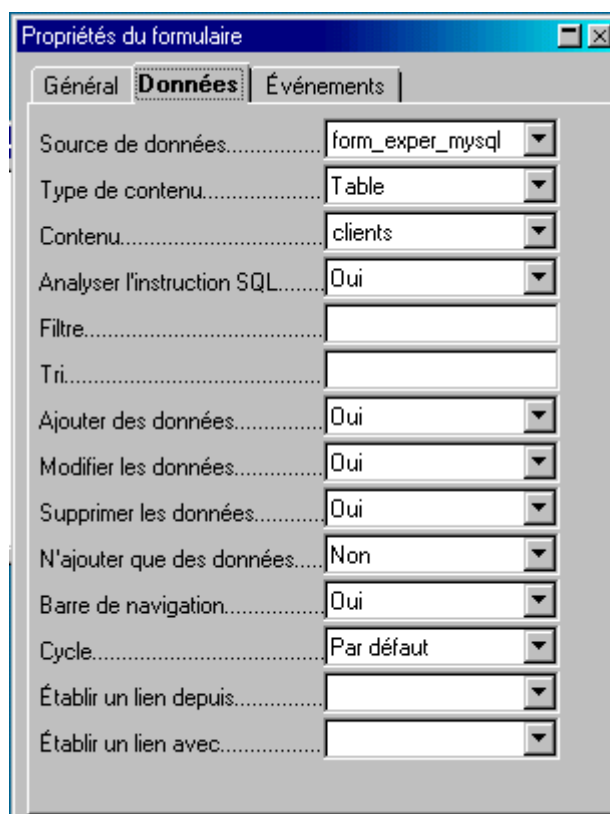 Propriétés du formulaire
Général Données Événements
Source de données................ form_exper_mysql
Type de contenu.................... Table
Contenu................................. clients
Analyser l'instruction SQL....... Oui
Filtre.......................................
Tri..........................................
Ajouter des données............... Oui
Modifier les données.............. Oui
Supprimer les données............ Oui
N'ajouter que des données..... Non
Barre de navigation................. Oui
Cycle..................................... Par défaut
Établir un lien depuis...............
Établir un lien avec.................